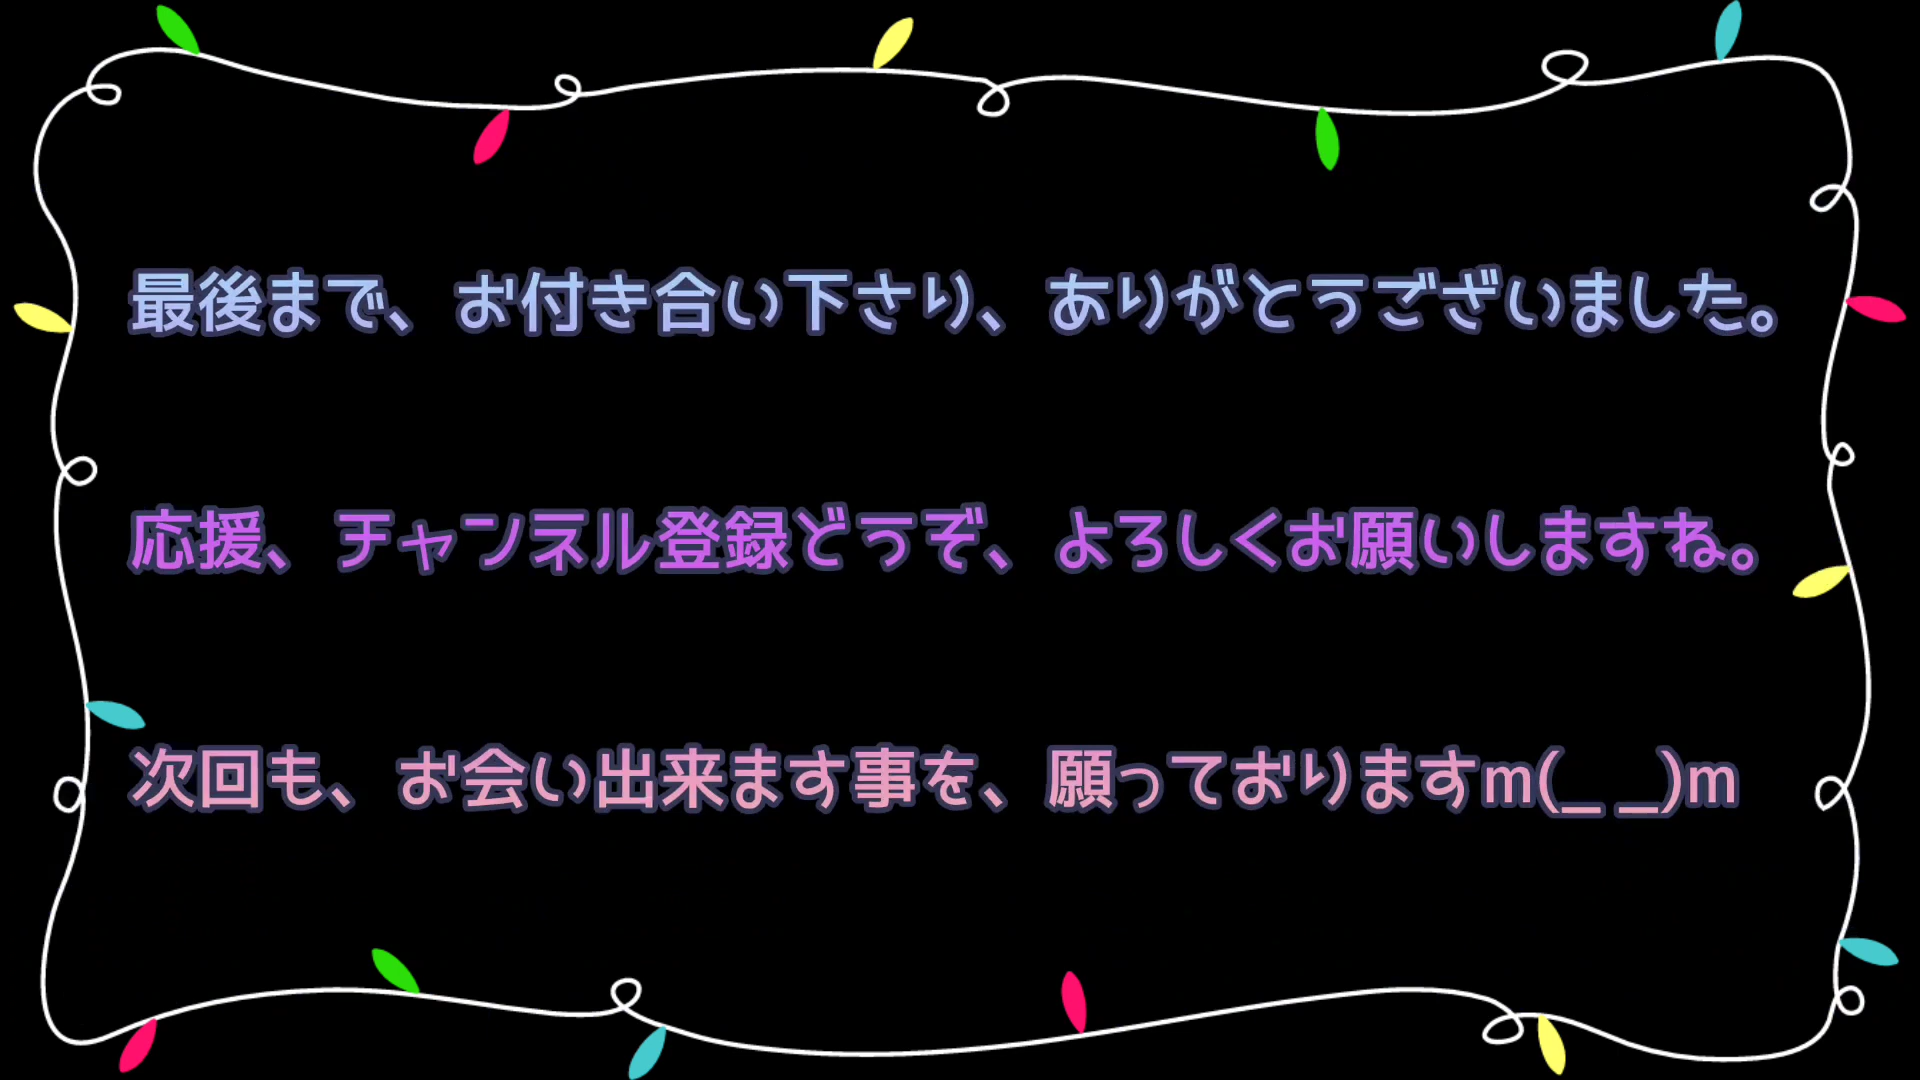 最後まで、お付き合い下さり、ありがとうございました。
応援、チャンネル登録どうぞ、よろしくお願いしますね。
次回も、お会い出来ます事を、願っておりますm(_ _)m